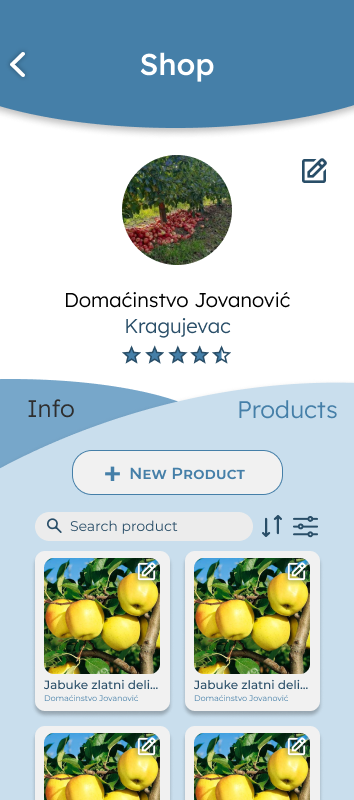 Shop
Domaćinstvo Jovanović
Kragujevac
Info
Products
+ New Product
Search product
Jabuke zlatni deli...
Domaćinstvo Jovanović
Jabuke zlatni deli...
Domaćinstvo Jovanović